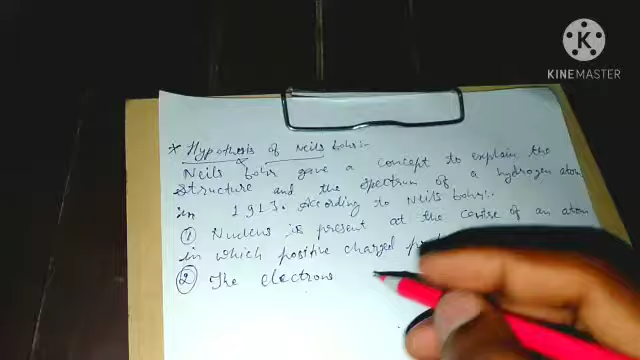 * Hypothesis of Neils bohr:-
Neils bohr gave a concept to explain the
structure and the spectrum of a hydrogen atom
in 1913. According to Neils bohr:-
① Nucleus is present at the centre of an atom
in which positive charged
② The electrons
KINEMASTER